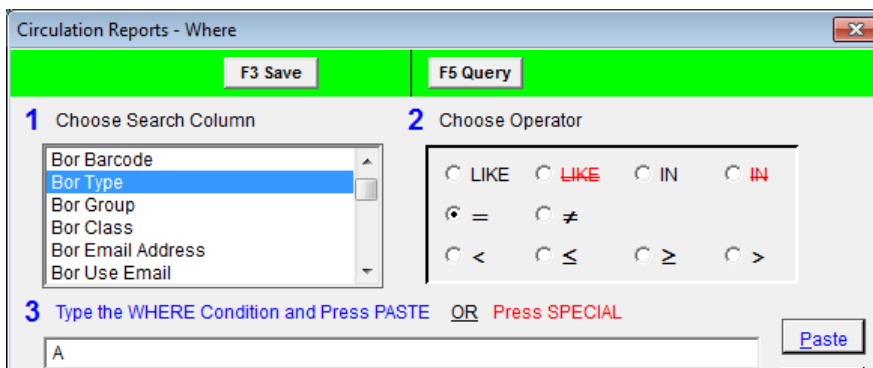 Circulation Reports - Where
F3 Save F5 Query
1 Choose Search Column
2 Choose Operator
Bor Barcode
Bor Type
Bor Group
Bor Class
Bor Email Address
Bor Use Email
LIKE LIKE IN IN
= ≠
< ≤ ≥ >
3 Type the WHERE Condition and Press PASTE OR Press SPECIAL
A
Paste